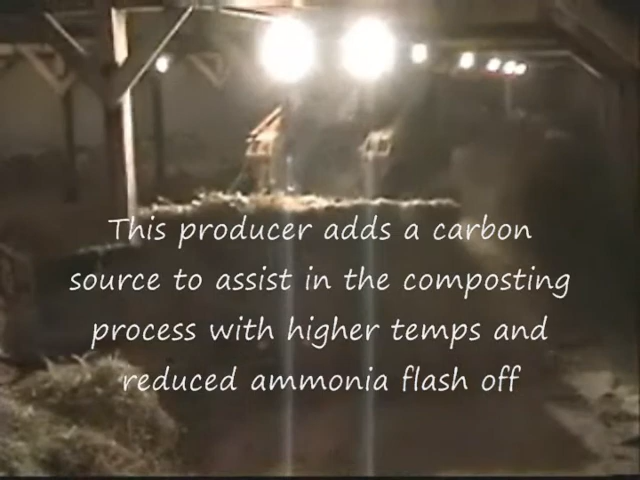 This producer adds a carbon
source to assist in the composting
process with higher temps and
reduced ammonia flash off